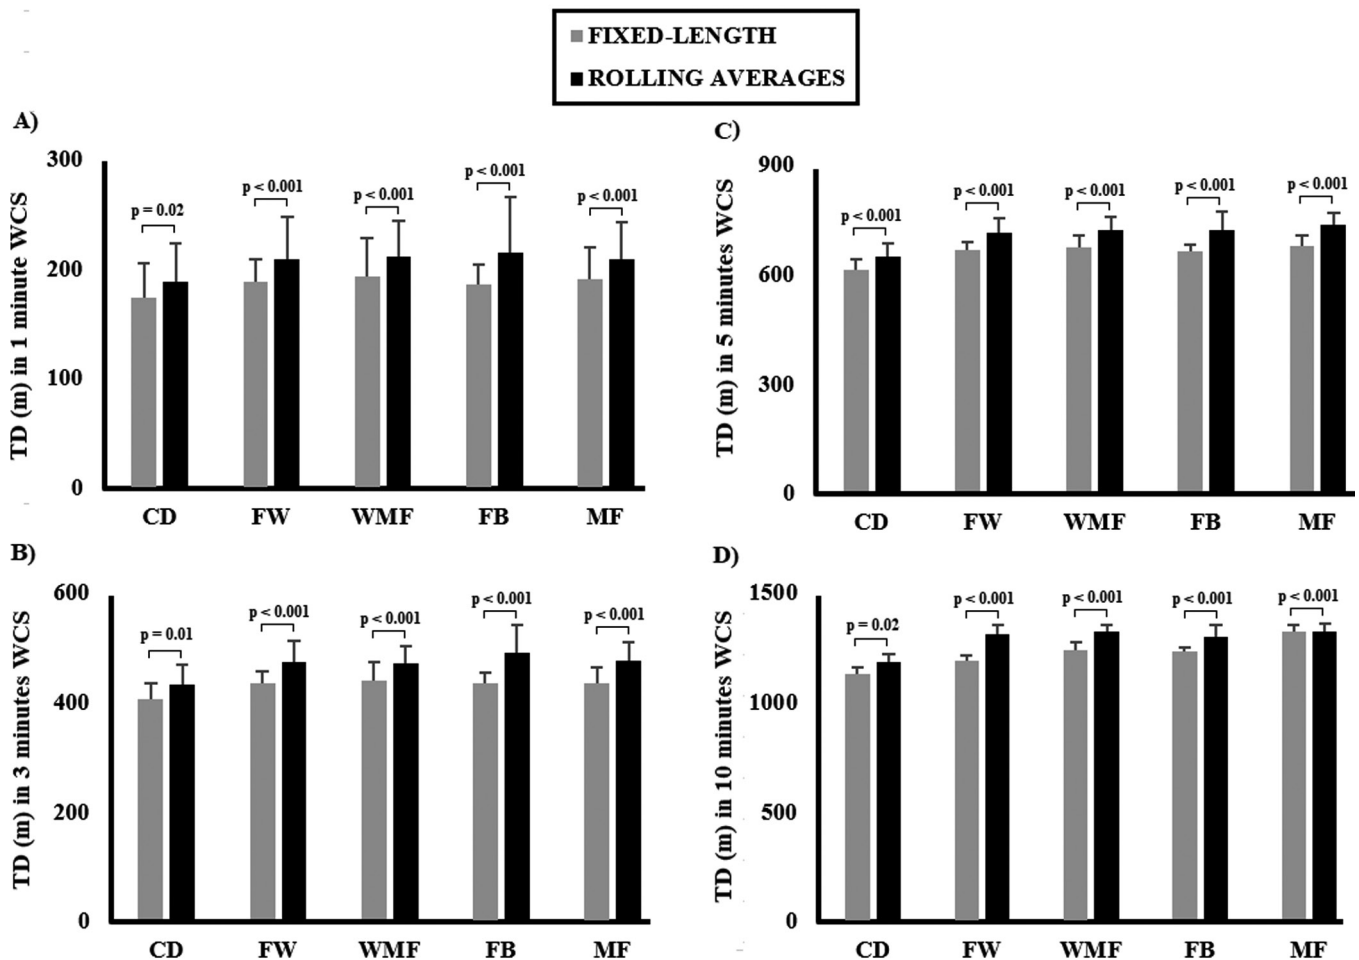 FIXED-LENGTH
ROLLING AVERAGES
A)
TD (m) in 1 minute WCS
300
200
100
0
p = 0.02
p < 0.001
p < 0.001
p < 0.001
p < 0.001
CD FW WMF FB MF
C)
TD (m) in 5 minutes WCS
900
600
300
0
p < 0.001
p < 0.001
p < 0.001
p < 0.001
p < 0.001
CD FW WMF FB MF
B)
TD (m) in 3 minutes WCS
600
400
200
0
p = 0.01
p < 0.001
p < 0.001
p < 0.001
p < 0.001
CD FW WMF FB MF
D)
TD (m) in 10 minutes WCS
1500
1000
500
0
p = 0.02
p < 0.001
p < 0.001
p < 0.001
p < 0.001
CD FW WMF FB MF